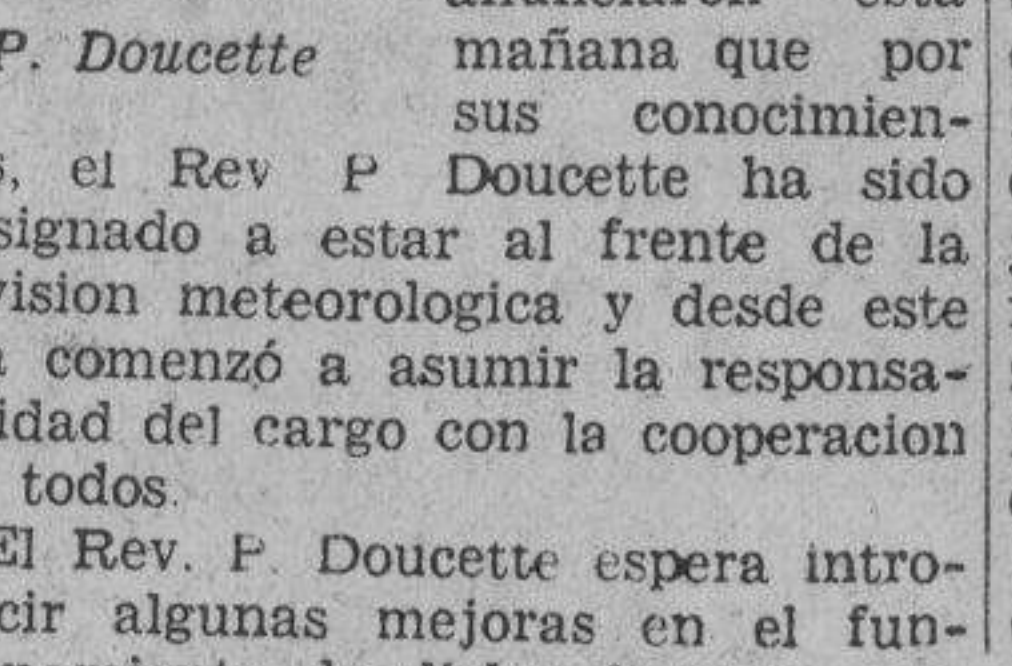 P. Doucette
mañana que por
sus conocimien-
s, el Rev P Doucette ha sido
signado a estar al frente de la
vision meteorologica y desde este
comenzó a asumir la responsa-
idad del cargo con la cooperacion
todos.
El Rev. P. Doucette espera intro-
cir algunas mejoras en el fun-